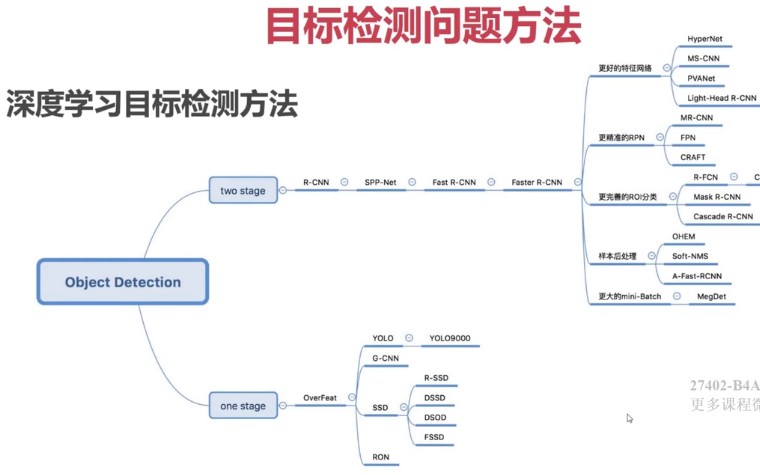 目标检测问题方法
深度学习目标检测方法
Object Detection
two stage
R-CNN
SPP-Net
Fast R-CNN
Faster R-CNN
更好的特征网络
HyperNet
MS-CNN
PVANet
Light-Head R-CNN
更精准的RPN
MR-CNN
FPN
CRAFT
更完善的ROI分类
R-FCN
Mask R-CNN
Cascade R-CNN
样本后处理
OHEM
Soft-NMS
A-Fast-RCNN
更大的mini-Batch
MegDet
one stage
OverFeat
YOLO
YOLO9000
G-CNN
SSD
R-SSD
DSSD
DSOD
FSSD
RON
27402-B4A
更多课程微